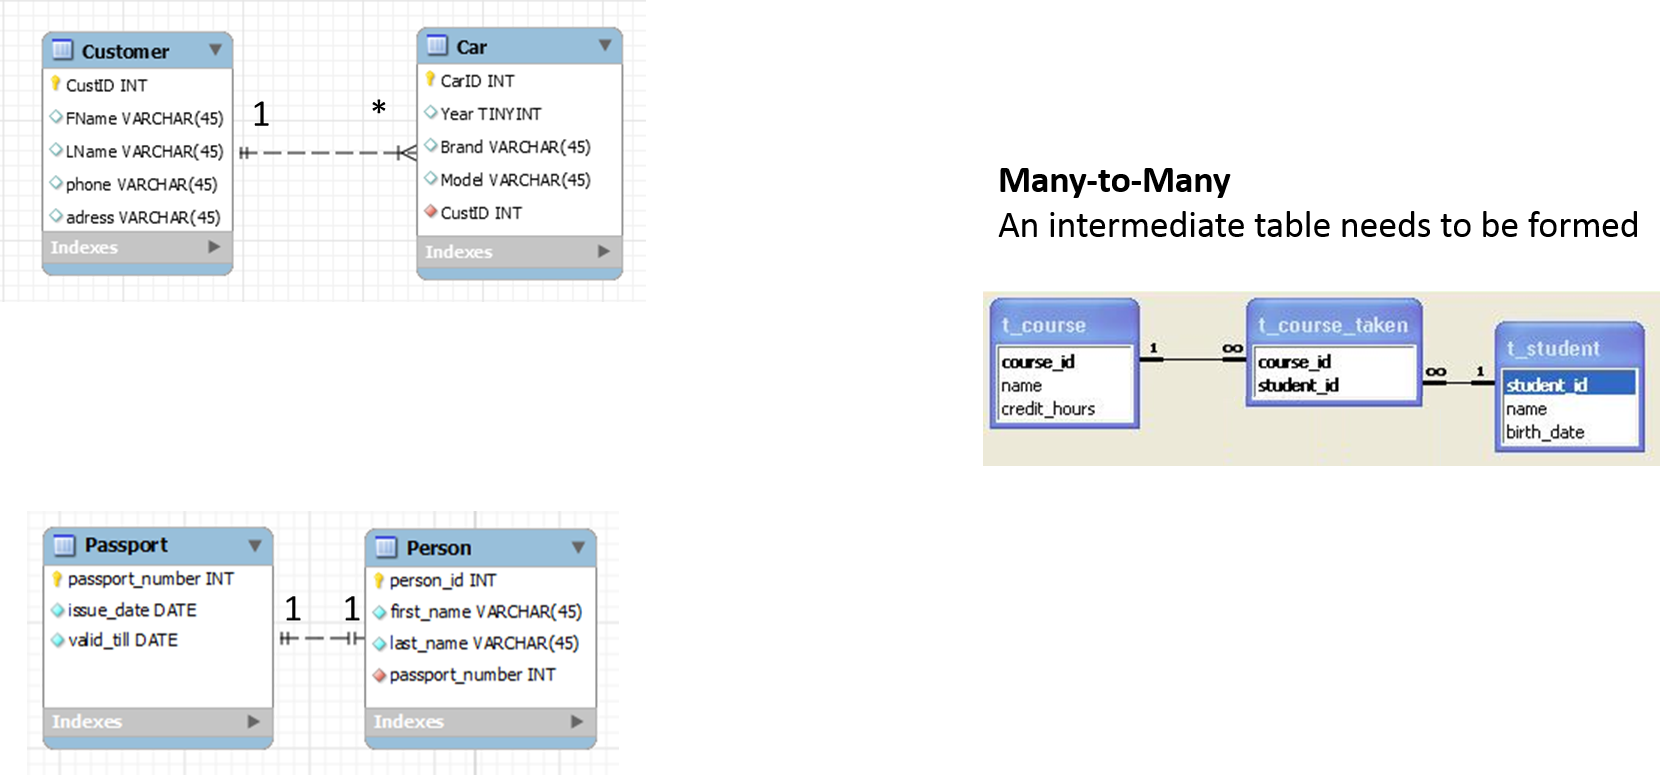 Customer
CustID INT
FName VARCHAR(45)
LName VARCHAR(45)
phone VARCHAR(45)
adress VARCHAR(45)
Indexes
1
*
Car
CarID INT
Year TINYINT
Brand VARCHAR(45)
Model VARCHAR(45)
CustID INT
Indexes
Many-to-Many
An intermediate table needs to be formed
t_course
course_id
name
credit_hours
1
∞
t_course_taken
course_id
student_id
∞
1
t_student
student_id
name
birth_date
Passport
passport_number INT
issue_date DATE
valid_till DATE
Indexes
1
1
Person
person_id INT
first_name VARCHAR(45)
last_name VARCHAR(45)
passport_number INT
Indexes